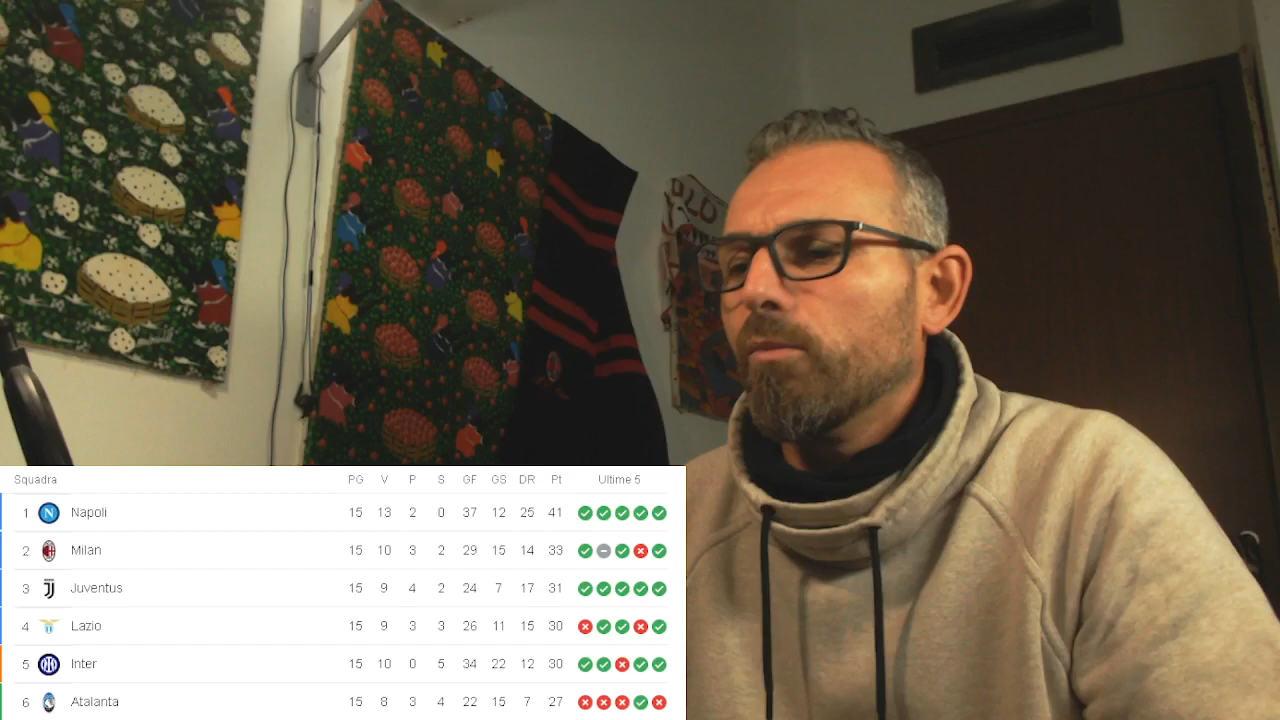 OLO
Squadra PG V P S GF GS DR Pt Ultime 5
1 N Napoli 15 13 2 0 37 12 25 41
2 Milan 15 10 3 2 29 15 14 33
3 Juventus 15 9 4 2 24 7 17 31
4 Lazio 15 9 3 3 26 11 15 30
5 Inter 15 10 0 5 34 22 12 30
6 Atalanta 15 8 3 4 22 15 7 27